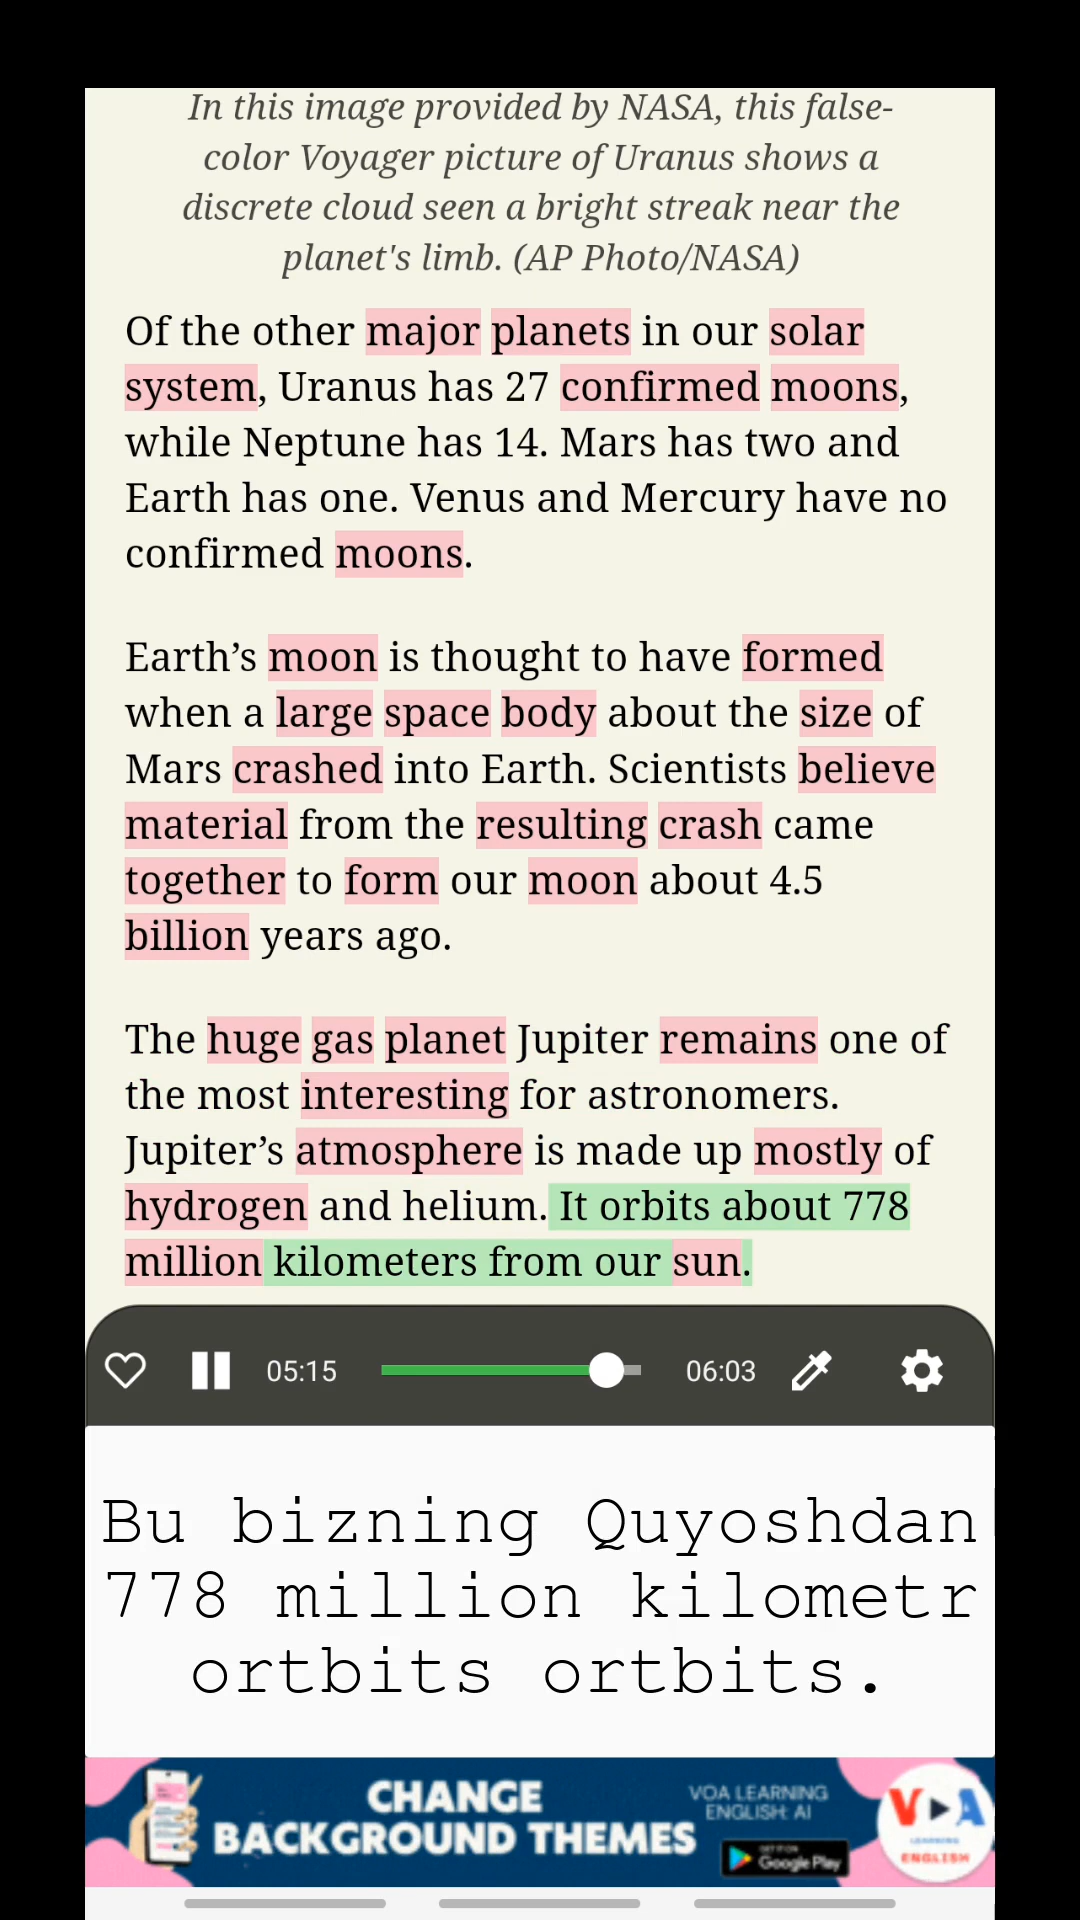 In this image provided by NASA, this false-
color Voyager picture of Uranus shows a
discrete cloud seen a bright streak near the
planet's limb. (AP Photo/NASA)
Of the other major planets in our solar
system, Uranus has 27 confirmed moons,
while Neptune has 14. Mars has two and
Earth has one. Venus and Mercury have no
confirmed moons.
Earth’s moon is thought to have formed
when a large space body about the size of
Mars crashed into Earth. Scientists believe
material from the resulting crash came
together to form our moon about 4.5
billion years ago.
The huge gas planet Jupiter remains one of
the most interesting for astronomers.
Jupiter’s atmosphere is made up mostly of
hydrogen and helium. It orbits about 778
million kilometers from our sun.
05:15 06:03
Bu bizning Quyoshdan
778 million kilometr
ortbits ortbits.
CHANGE
BACKGROUND THEMES
VOA LEARNING
ENGLISH: AI
GET IT ON
Google Play
VOA
LEARNING
ENGLISH